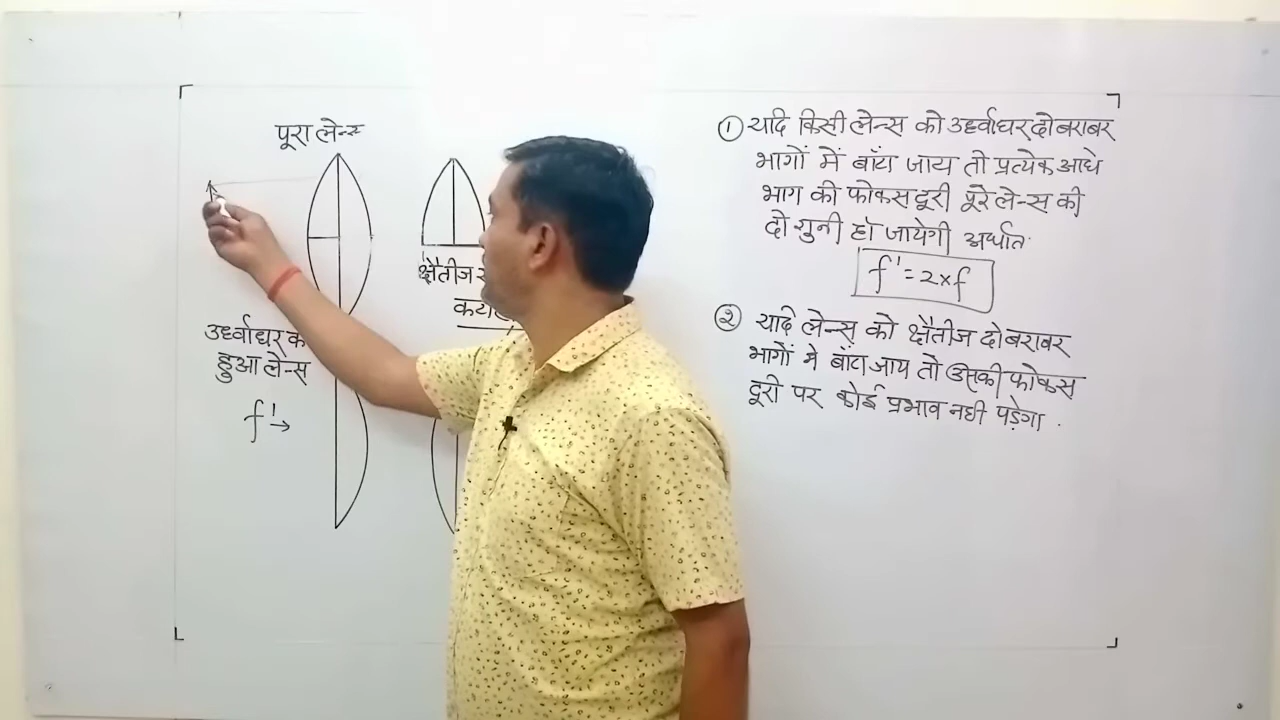 पूरा लेन्स
क्षैतीज
कटा
उर्ध्वाधर क
हुआ लेन्स
f' →
① यदि किसी लेन्स को उर्ध्वाधर दो बराबर
भागों में बाँटा जाय तो प्रत्येक आधे
भाग की फोकस दूरी पूरे लेन्स की
दो गुनी हो जायेगी अर्थात
f' = 2×f
② यदि लेन्स को क्षैतीज दो बराबर
भागों मे बांटा जाय तो उसकी फोकस
दूरी पर कोई प्रभाव नही पड़ेगा .